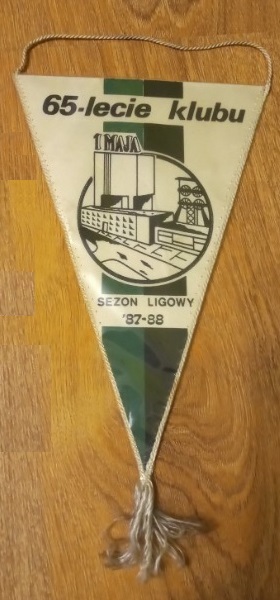 65-lecie klubu
1 MAJA
SEZON LIGOWY
'87-88